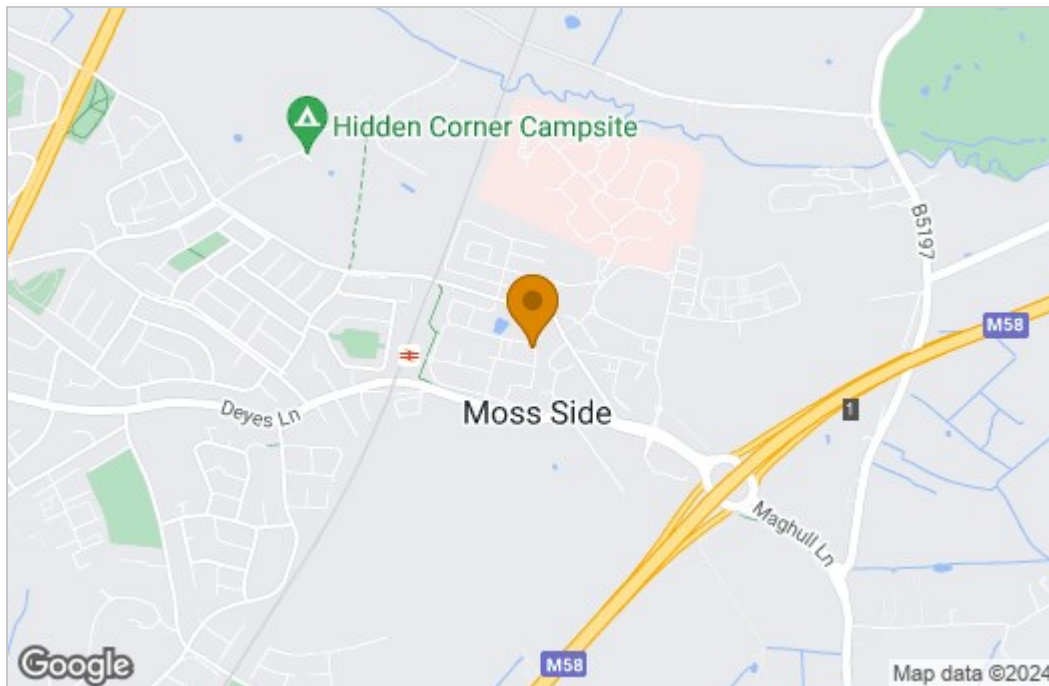 Hidden Corner Campsite
B5197
M58
1
Deyes Ln
Moss Side
Maghull Ln
M58
Google
Map data ©2024